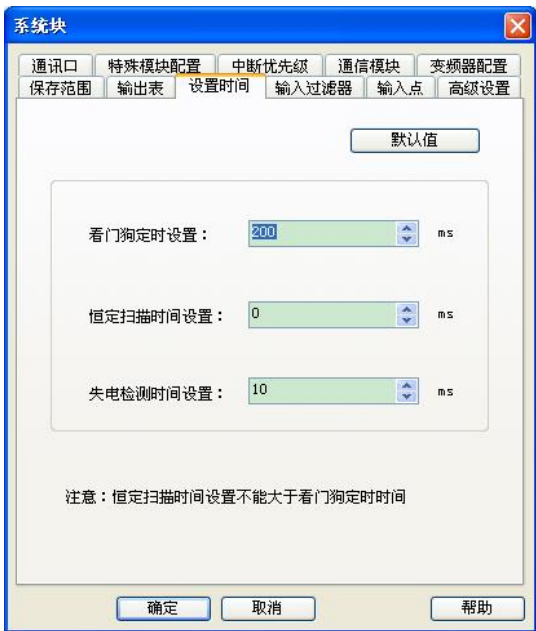 系统块
通讯口 特殊模块配置 中断优先级 通信模块 变频器配置
保存范围 输出表 设置时间 输入过滤器 输入点 高级设置
默认值
看门狗定时设置： 200 ms
恒定扫描时间设置： 0 ms
失电检测时间设置： 10 ms
注意：恒定扫描时间设置不能大于看门狗定时时间
确定 取消 帮助